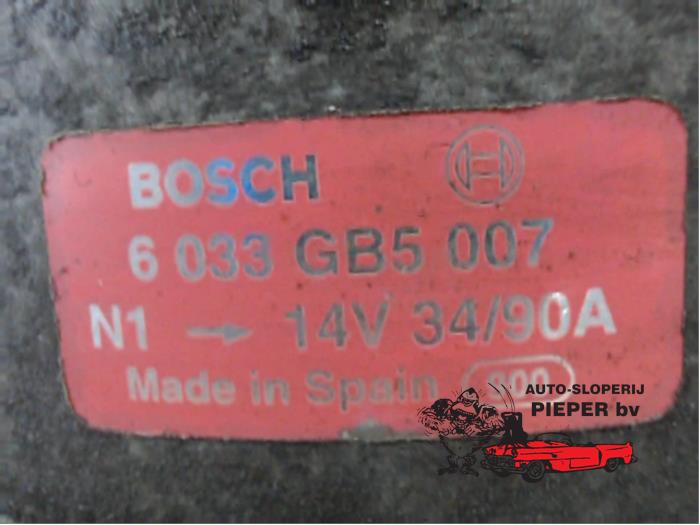 BOSCH
6 033 GB5 007
N1 → 14V 34/90A
Made in Spain
AUTO-SLOPERIJ
PIEPER bv